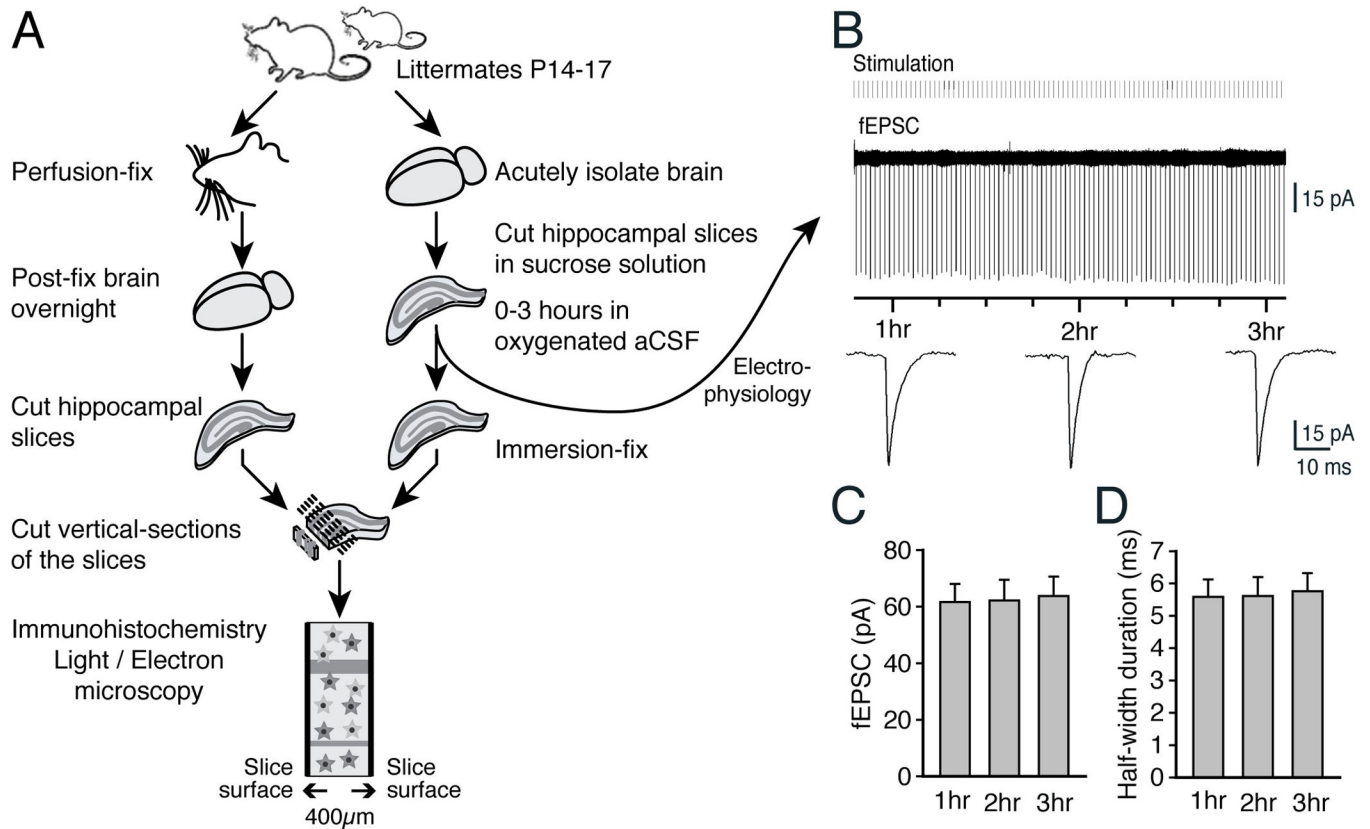 A
Littermates P14-17
Perfusion-fix
Acutely isolate brain
Post-fix brain
overnight
Cut hippocampal slices
in sucrose solution
0-3 hours in
oxygenated aCSF
Electro-
physiology
Cut hippocampal
slices
Immersion-fix
Cut vertical-sections
of the slices
Immunohistochemistry
Light / Electron
microscopy
Slice
surface
Slice
surface
400μm
B
Stimulation
fEPSC
15 pA
1hr
2hr
3hr
15 pA
10 ms
C
fEPSC (pA)
80
60
40
20
0
1hr
2hr
3hr
D
Half-width duration (ms)
7
6
5
4
3
2
1
0
1hr
2hr
3hr